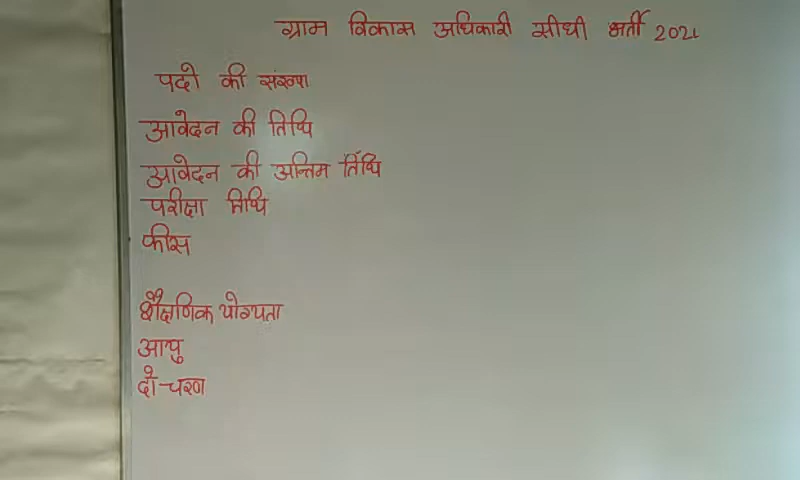 ग्राम विकास अधिकारी सीधी भर्ती 2021
पदो की संख्या
आवेदन की तिथि
आवेदन की अन्तिम तिथि
परीक्षा तिथि
फीस
शैक्षणिक योग्यता
आयु
दो-चरण